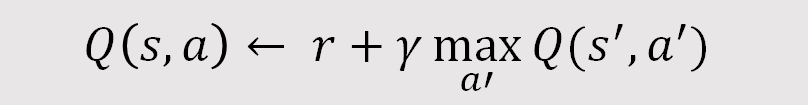 Q(s,a) ← r + γ max Q(s′,a′)
a′